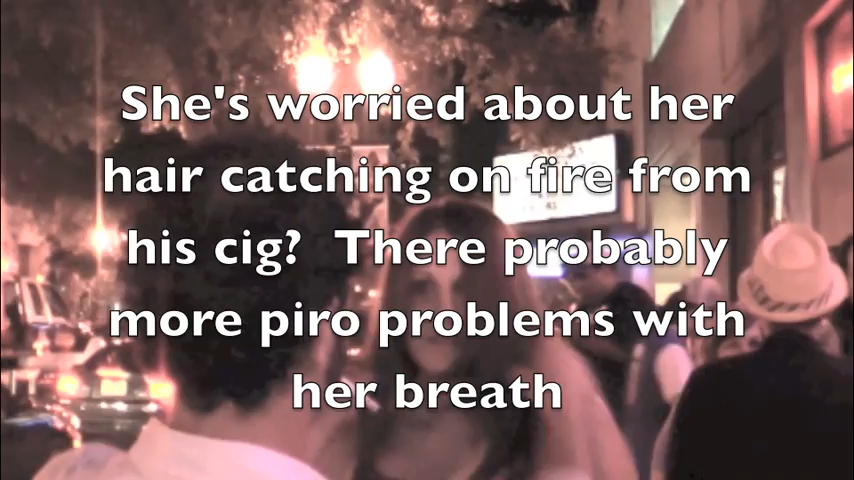 She's worried about her
hair catching on fire from
his cig? There probably
more piro problems with
her breath